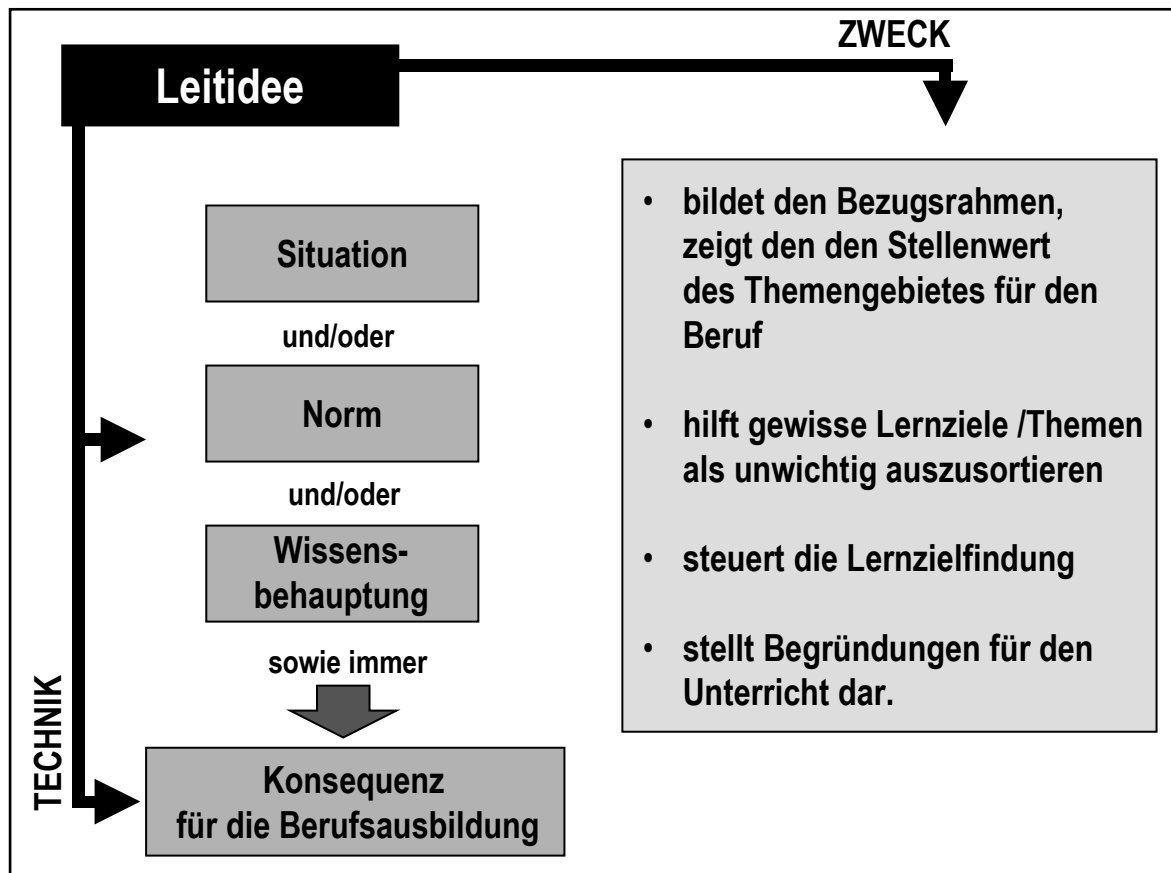 ZWECK
Leitidee
Situation
und/oder
Norm
und/oder
Wissens-
behauptung
sowie immer
Konsequenz
für die Berufsausbildung
TECHNIK
• bildet den Bezugsrahmen,
zeigt den den Stellenwert
des Themengebietes für den
Beruf
• hilft gewisse Lernziele /Themen
als unwichtig auszusortieren
• steuert die Lernzielfindung
• stellt Begründungen für den
Unterricht dar.